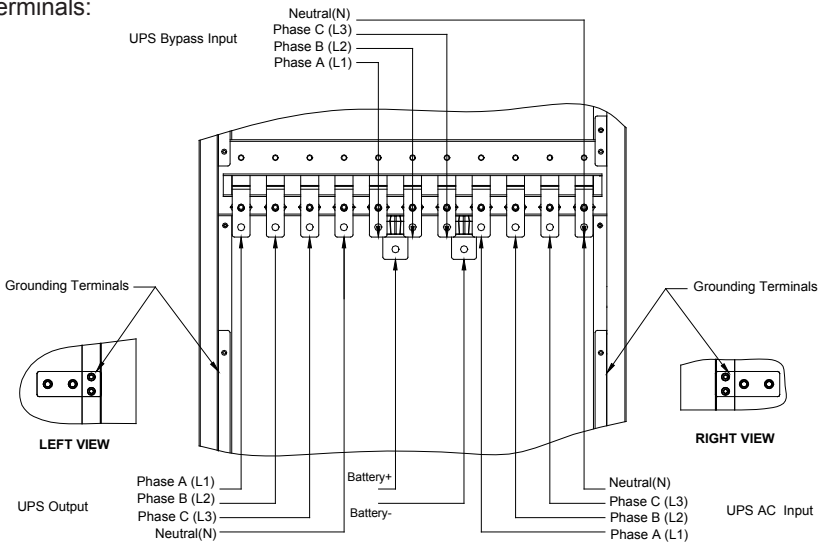 erminals:
UPS Bypass Input
Neutral(N)
Phase C (L3)
Phase B (L2)
Phase A (L1)
Grounding Terminals
Grounding Terminals
LEFT VIEW
RIGHT VIEW
UPS Output
Phase A (L1)
Phase B (L2)
Phase C (L3)
Neutral(N)
Battery+
Battery-
Neutral(N)
Phase C (L3)
Phase B (L2)
Phase A (L1)
UPS AC Input